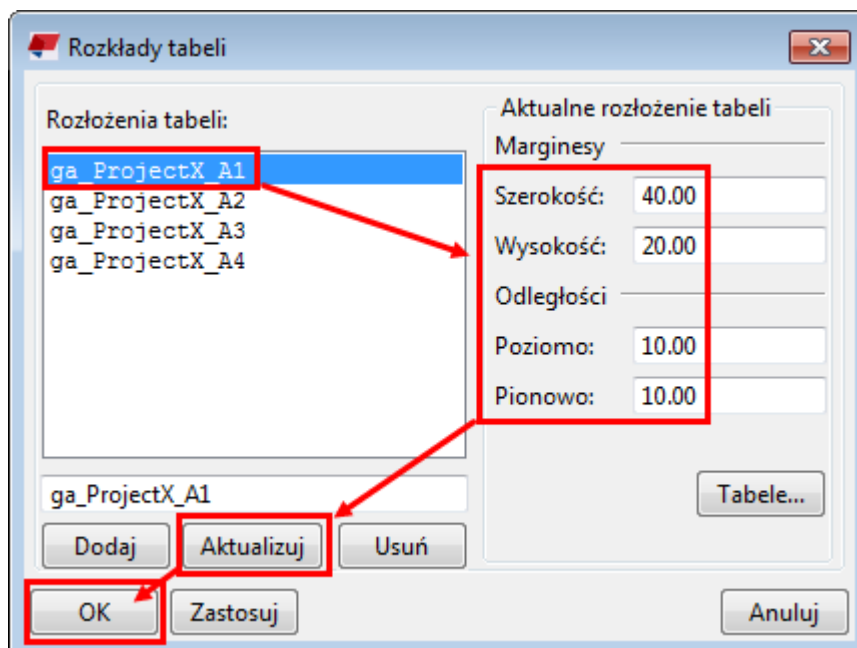 Rozkłady tabeli
Rozłożenia tabeli:
ga_ProjectX_A1
ga_ProjectX_A2
ga_ProjectX_A3
ga_ProjectX_A4
ga_ProjectX_A1
Dodaj Aktualizuj Usuń
Aktualne rozłożenie tabeli
Marginesy
Szerokość: 40.00
Wysokość: 20.00
Odległości
Poziomo: 10.00
Pionowo: 10.00
Tabele...
OK Zastosuj Anuluj